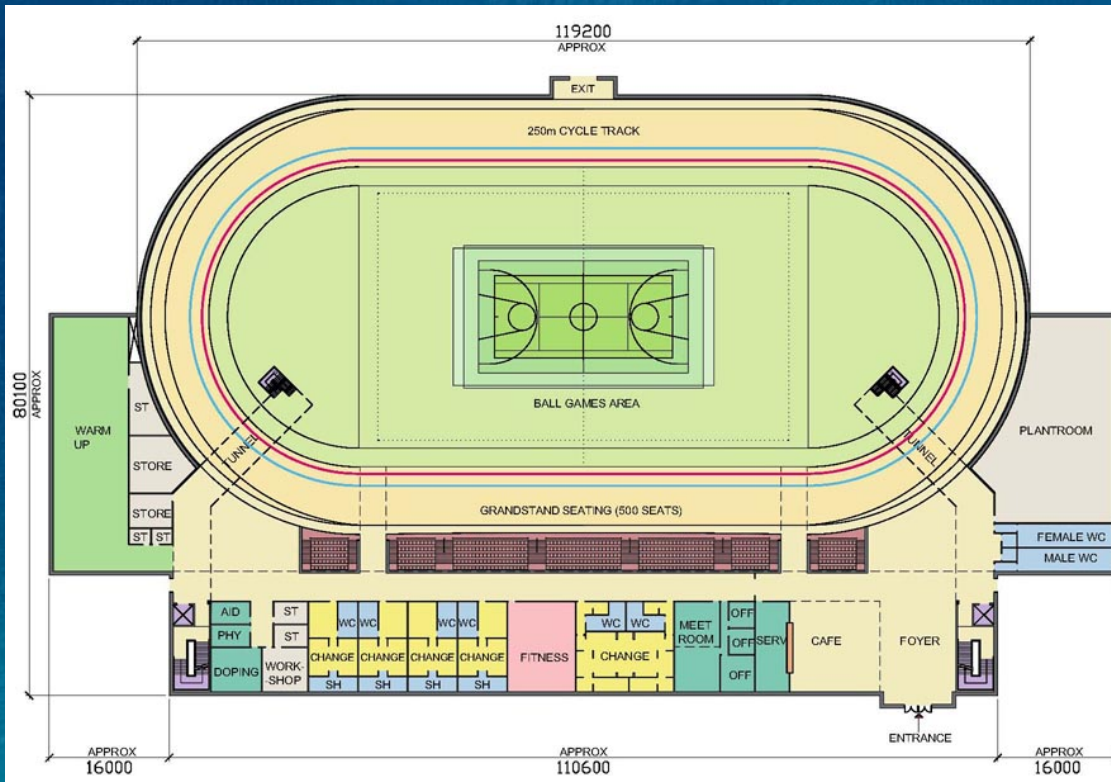 119200
APPROX
EXIT
250m CYCLE TRACK
80100
APPROX
BALL GAMES AREA
WARM
UP
ST
STORE
STORE
ST ST
TUNNEL
TUNNEL
PLANTROOM
GRANDSTAND SEATING (500 SEATS)
FEMALE WC
MALE WC
AID
PHY
DOPING
ST
ST
WORK
-SHOP
WC WC WC WC
CHANGE CHANGE CHANGE CHANGE
SH SH SH SH
FITNESS
WC WC
CHANGE
MEET
ROOM
OFF
OFF
OFF
SERV
CAFE
FOYER
ENTRANCE
APPROX
16000
APPROX
110600
APPROX
16000